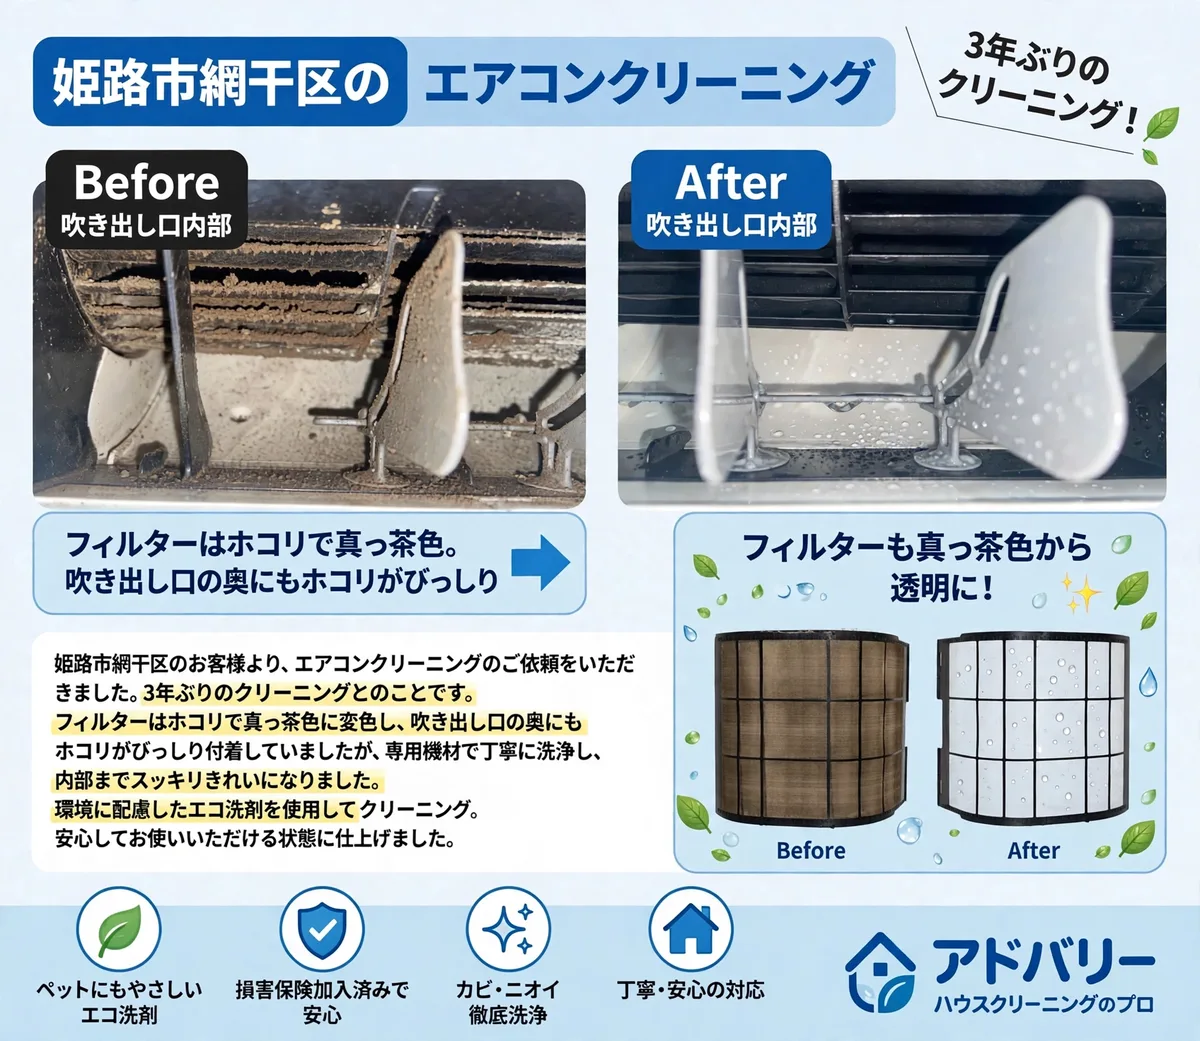 姫路市網干区の エアコンクリーニング
3年ぶりの
クリーニング!
Before
吹き出し口内部
After
吹き出し口内部
フィルターはホコリで真っ茶色。
吹き出し口の奥にもホコリがびっしり
フィルターも真っ茶色から
透明に!
Before
After
姫路市網干区のお客様より、エアコンクリーニングのご依頼をいただ
きました。3年ぶりのクリーニングとのことです。
フィルターはホコリで真っ茶色に変色し、吹き出し口の奥にも
ホコリがびっしり付着していましたが、専用機材で丁寧に洗浄し、
内部までスッキリきれいになりました。
環境に配慮したエコ洗剤を使用してクリーニング。
安心してお使いいただける状態に仕上げました。
ペットにもやさしい
エコ洗剤
損害保険加入済みで
安心
カビ・ニオイ
徹底洗浄
丁寧・安心の対応
アドバリー
ハウスクリーニングのプロ